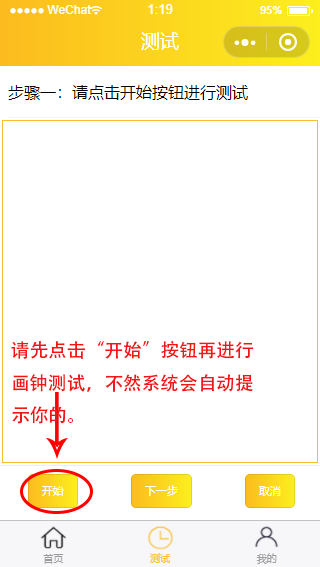 ●●●●● WeChat 1:19 95%
测试
步骤一：请点击开始按钮进行测试
请先点击“开始”按钮再进行
画钟测试，不然系统会自动提
示你的。
开始 下一步 取消
首页 测试 我的